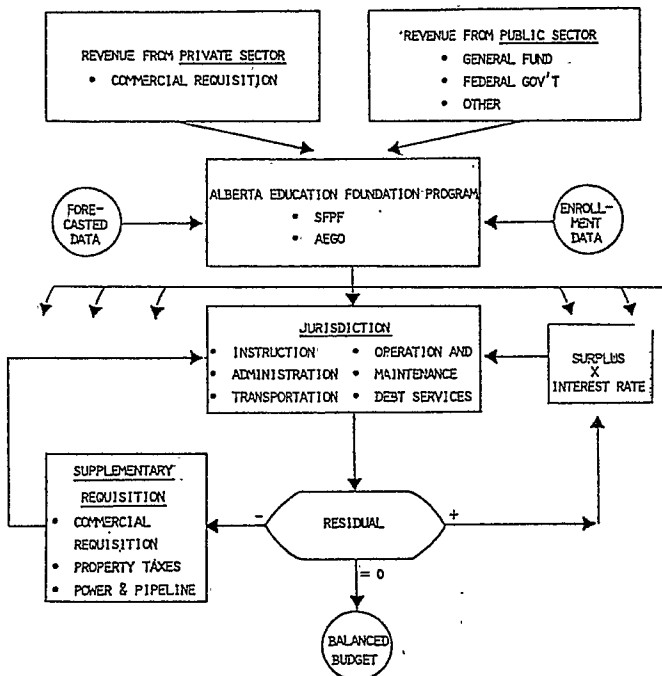 REVENUE FROM PRIVATE SECTOR
• COMMERCIAL REQUISITION
REVENUE FROM PUBLIC SECTOR
• GENERAL FUND
• FEDERAL GOV'T
• OTHER
ALBERTA EDUCATION FOUNDATION PROGRAM
• SFPF
• AEGO
FORE-
CASTED
DATA
ENROLL-
MENT
DATA
JURISDICTION
• INSTRUCTION
• ADMINISTRATION
• TRANSPORTATION
• OPERATION AND
• MAINTENANCE
• DEBT SERVICES
SURPLUS
X
INTEREST RATE
SUPPLEMENTARY
REQUISITION
• COMMERCIAL
REQUISITION
• PROPERTY TAXES
• POWER & PIPELINE
-
RESIDUAL
+
= 0
BALANCED
BUDGET